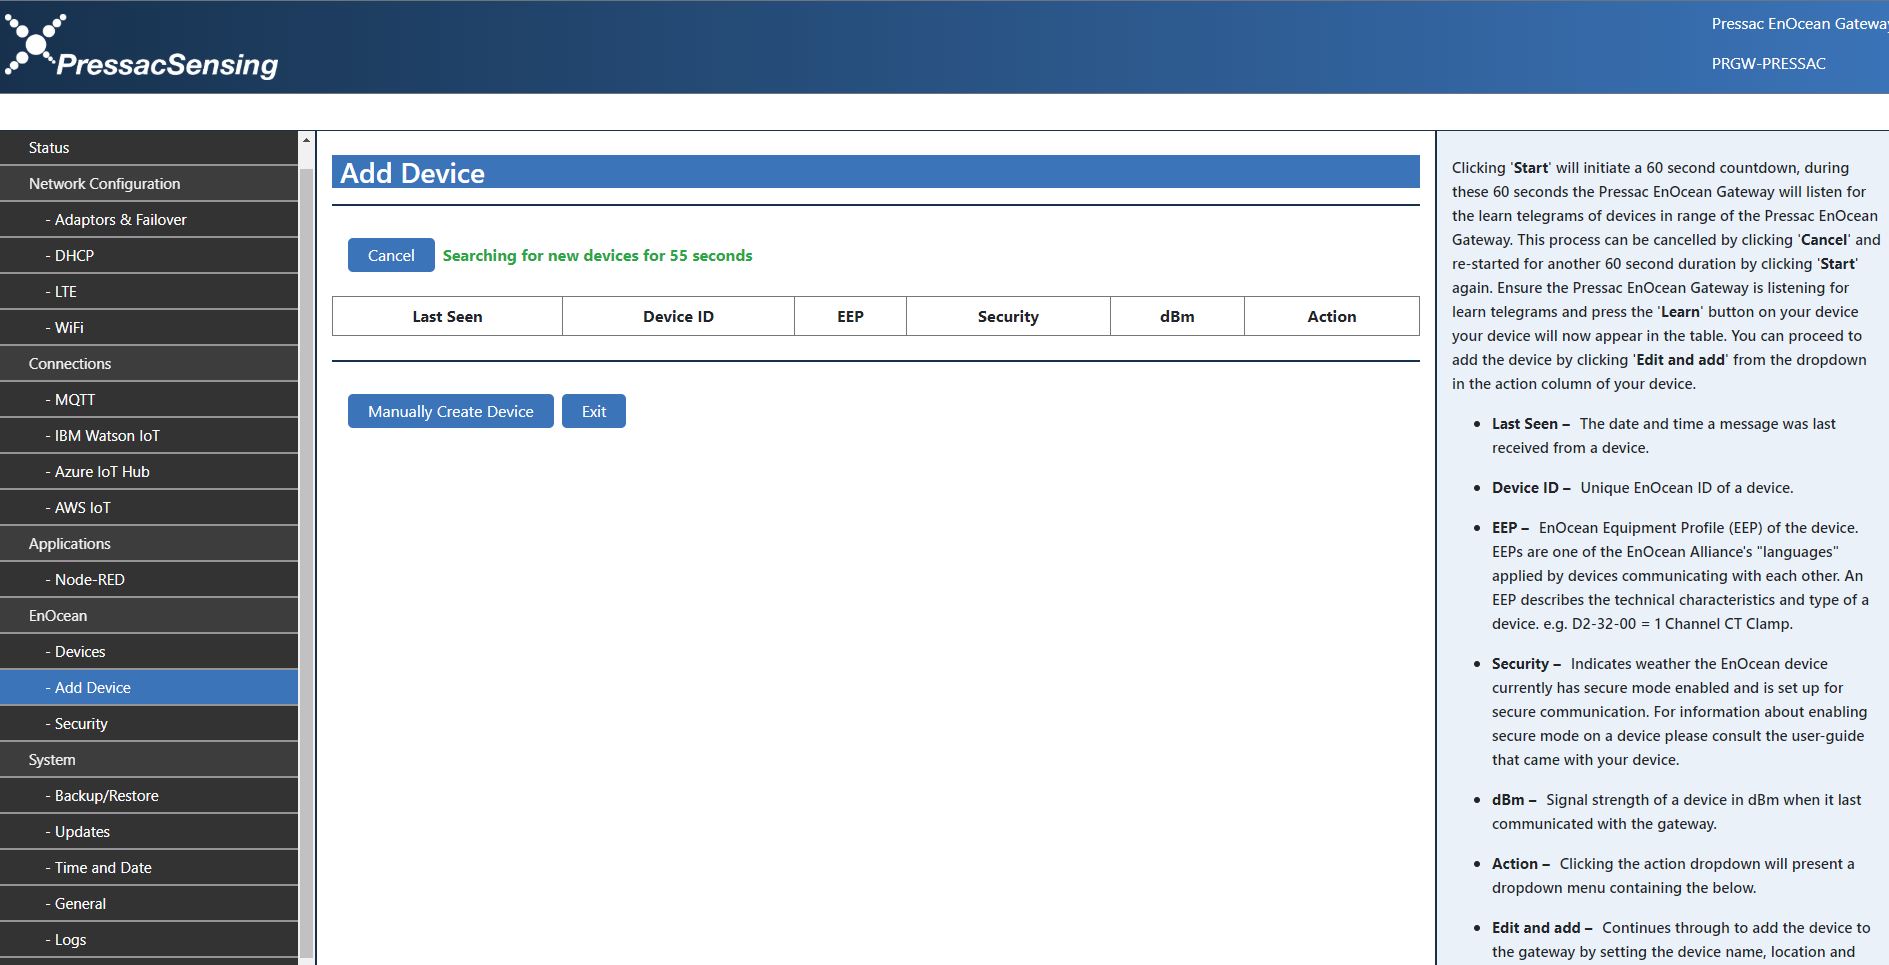 PressacSensing
Pressac EnOcean Gateway
PRGW-PRESSAC
Status
Network Configuration
- Adaptors & Failover
- DHCP
- LTE
- WiFi
Connections
- MQTT
- IBM Watson IoT
- Azure IoT Hub
- AWS IoT
Applications
- Node-RED
EnOcean
- Devices
- Add Device
- Security
System
- Backup/Restore
- Updates
- Time and Date
- General
- Logs
Add Device
Cancel Searching for new devices for 55 seconds
Last Seen Device ID EEP Security dBm Action
Manually Create Device Exit
Clicking 'Start' will initiate a 60 second countdown, during
these 60 seconds the Pressac EnOcean Gateway will listen for
the learn telegrams of devices in range of the Pressac EnOcean
Gateway. This process can be cancelled by clicking 'Cancel' and
re-started for another 60 second duration by clicking 'Start'
again. Ensure the Pressac EnOcean Gateway is listening for
learn telegrams and press the 'Learn' button on your device
your device will now appear in the table. You can proceed to
add the device by clicking 'Edit and add' from the dropdown
in the action column of your device.
• Last Seen – The date and time a message was last
received from a device.
• Device ID – Unique EnOcean ID of a device.
• EEP – EnOcean Equipment Profile (EEP) of the device.
EEPs are one of the EnOcean Alliance's "languages"
applied by devices communicating with each other. An
EEP describes the technical characteristics and type of a
device. e.g. D2-32-00 = 1 Channel CT Clamp.
• Security – Indicates weather the EnOcean device
currently has secure mode enabled and is set up for
secure communication. For information about enabling
secure mode on a device please consult the user-guide
that came with your device.
• dBm – Signal strength of a device in dBm when it last
communicated with the gateway.
• Action – Clicking the action dropdown will present a
dropdown menu containing the below.
• Edit and add – Continues through to add the device to
the gateway by setting the device name, location and